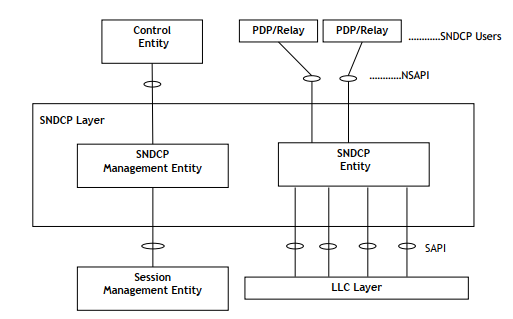 Control
Entity
PDP/Relay
PDP/Relay
............SNDCP Users
............NSAPI
SNDCP Layer
SNDCP
Management Entity
SNDCP
Entity
SAPI
Session
Management Entity
LLC Layer